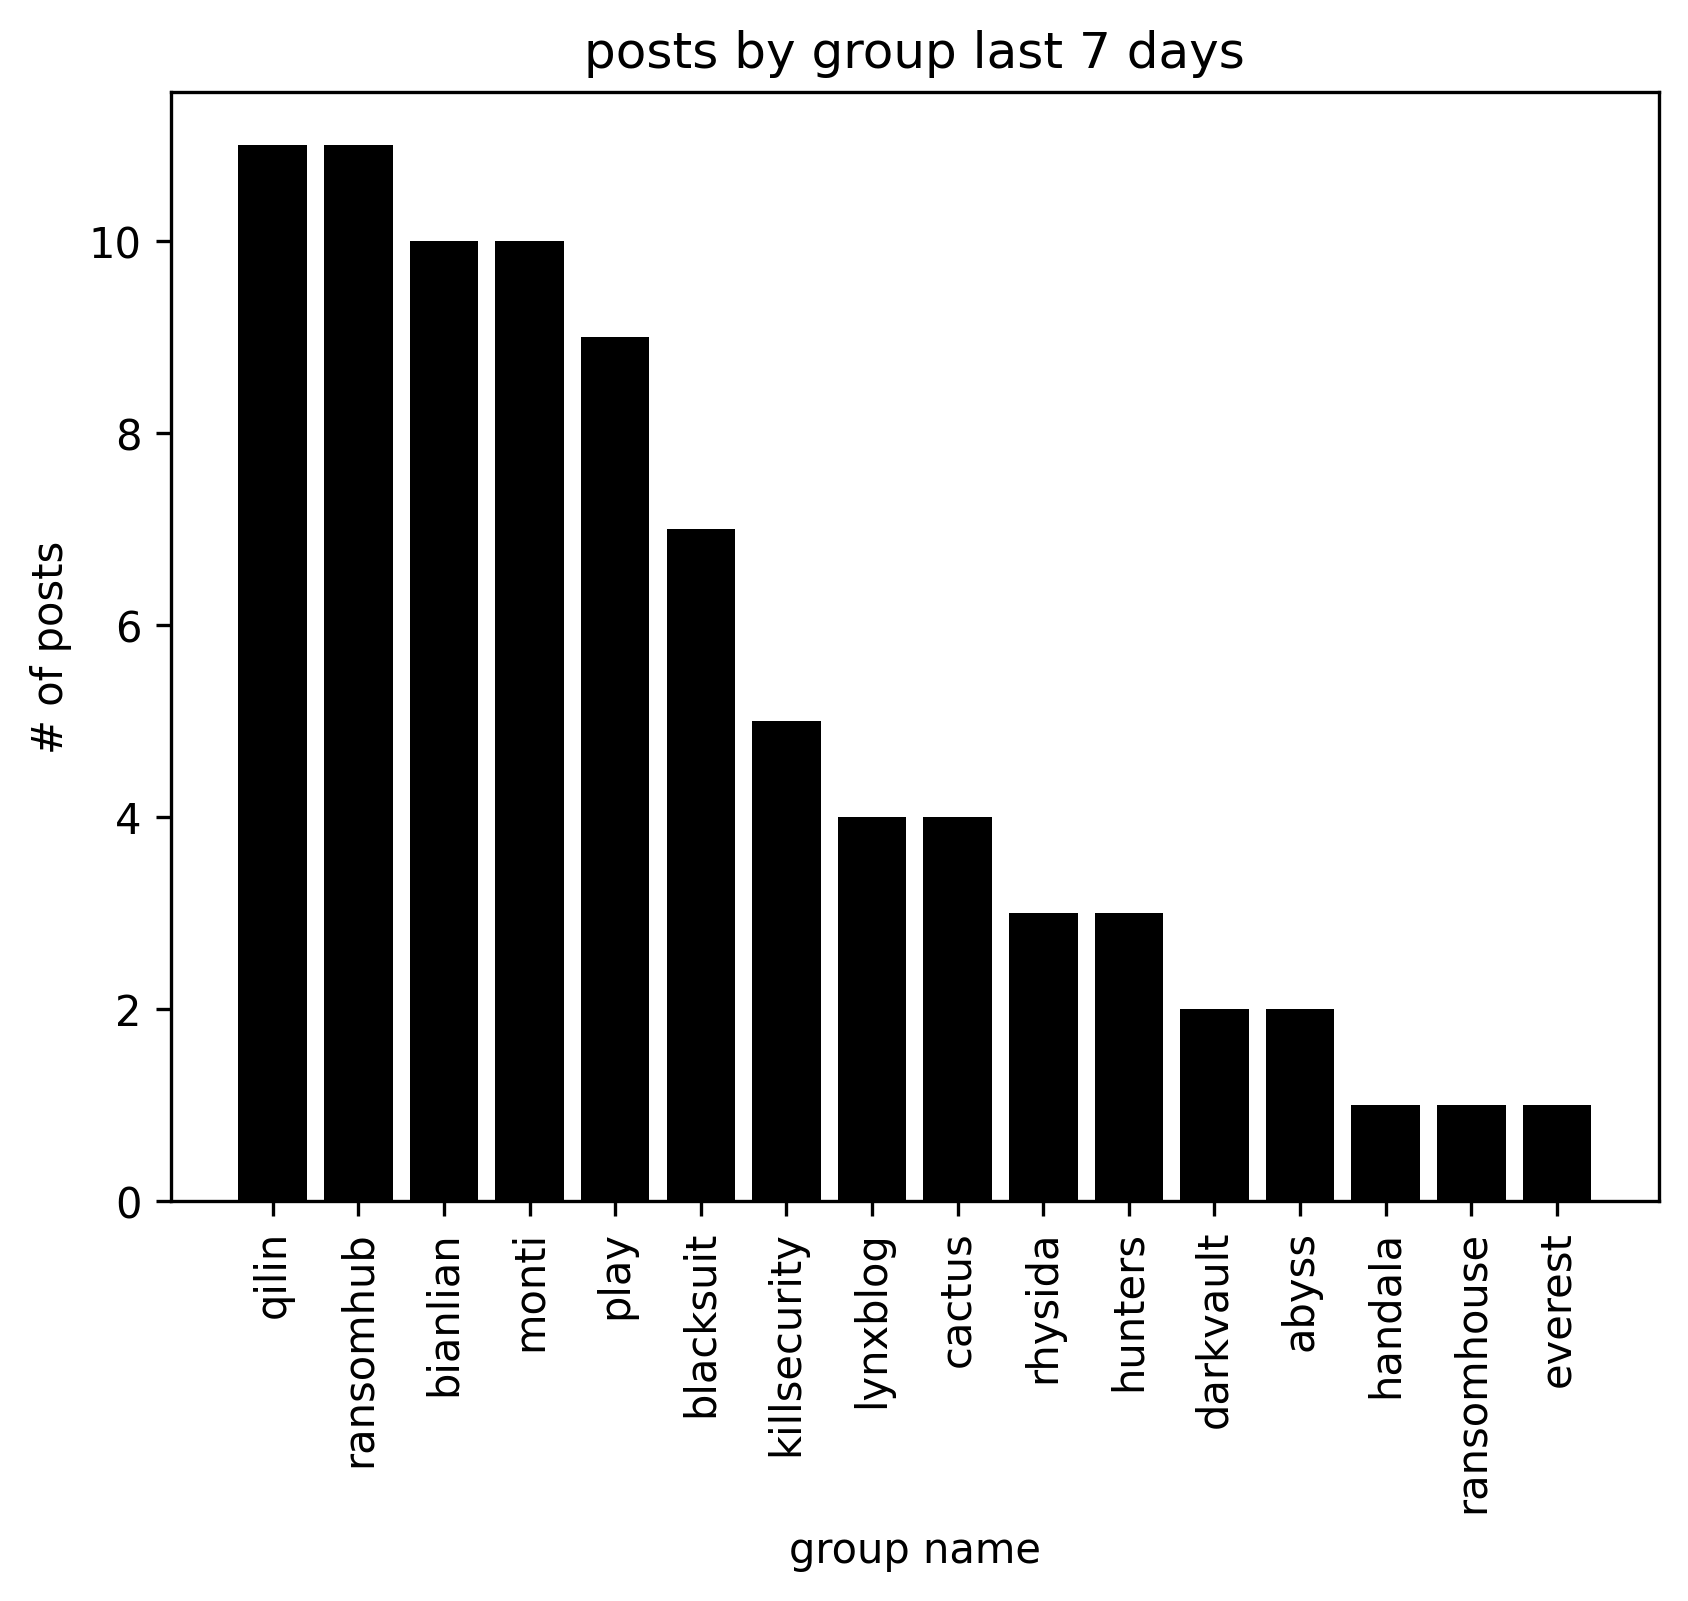 posts by group last 7 days
# of posts
10
8
6
4
2
0
qilin
ransomhub
bianlian
monti
play
blacksuit
killsecurity
lynxblog
cactus
rhysida
hunters
darkvault
abyss
handala
ransomhouse
everest
group name